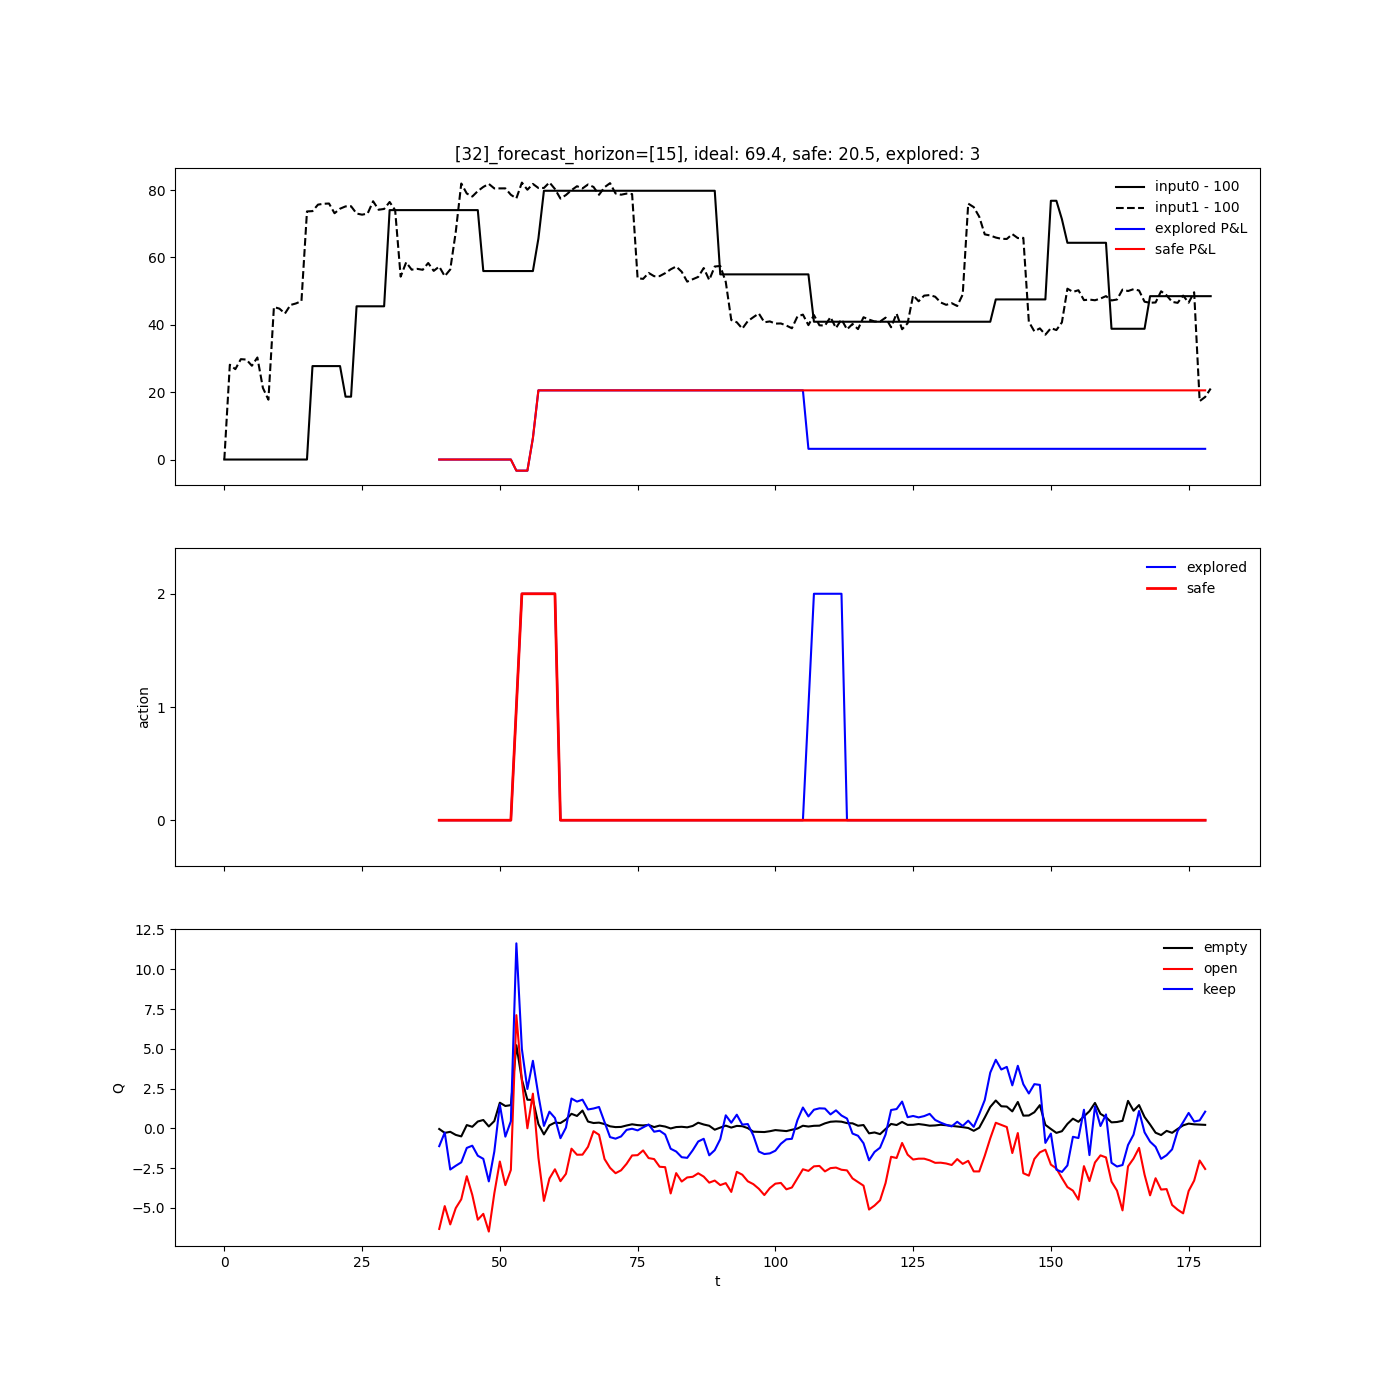 [32]_forecast_horizon=[15], ideal: 69.4, safe: 20.5, explored: 3
80
60
40
20
0
input0 - 100
input1 - 100
explored P&L
safe P&L
2
1
0
action
explored
safe
12.5
10.0
7.5
5.0
2.5
0.0
−2.5
−5.0
Q
empty
open
keep
0 25 50 75 100 125 150 175
t